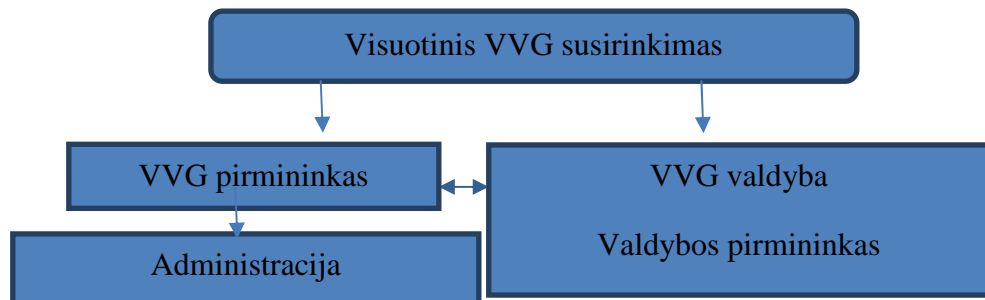 Visuotinis VVG susirinkimas
VVG pirmininkas
VVG valdyba
Valdybos pirmininkas
Administracija